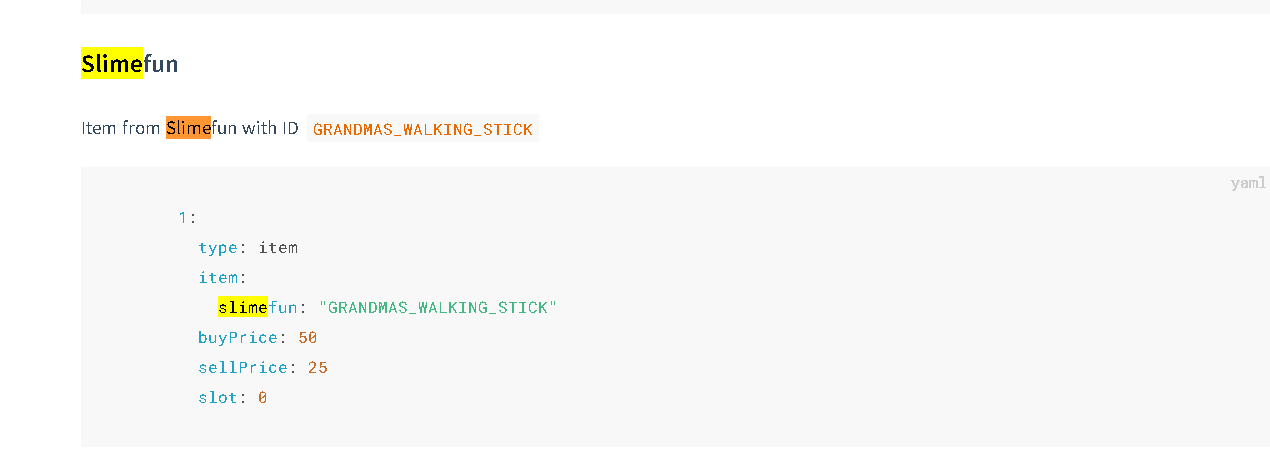 Slimefun
Item from Slimefun with ID GRANDMAS_WALKING_STICK
yaml
1:
type: item
item:
slimefun: "GRANDMAS_WALKING_STICK"
buyPrice: 50
sellPrice: 25
slot: 0